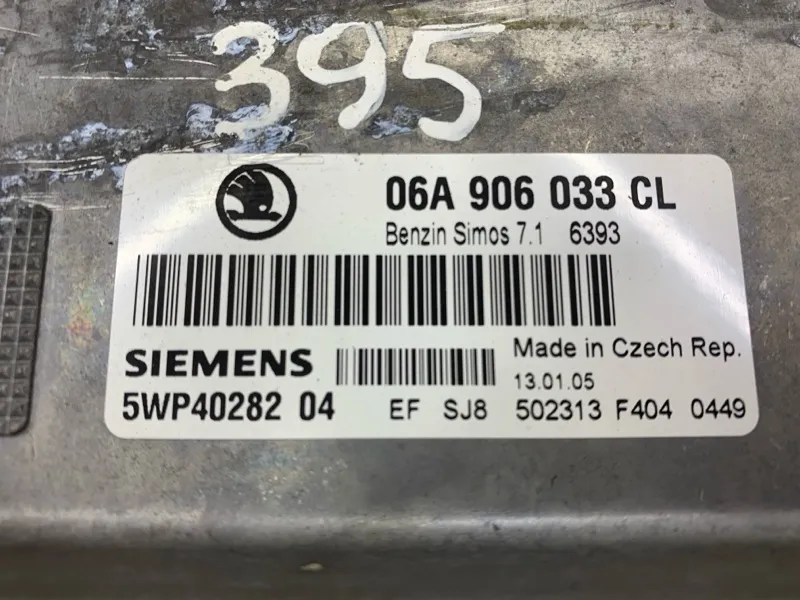 395
06A 906 033 CL
Benzin Simos 7.1 6393
SIEMENS
Made in Czech Rep.
13.01.05
5WP40282 04 EF SJ8 502313 F404 0449